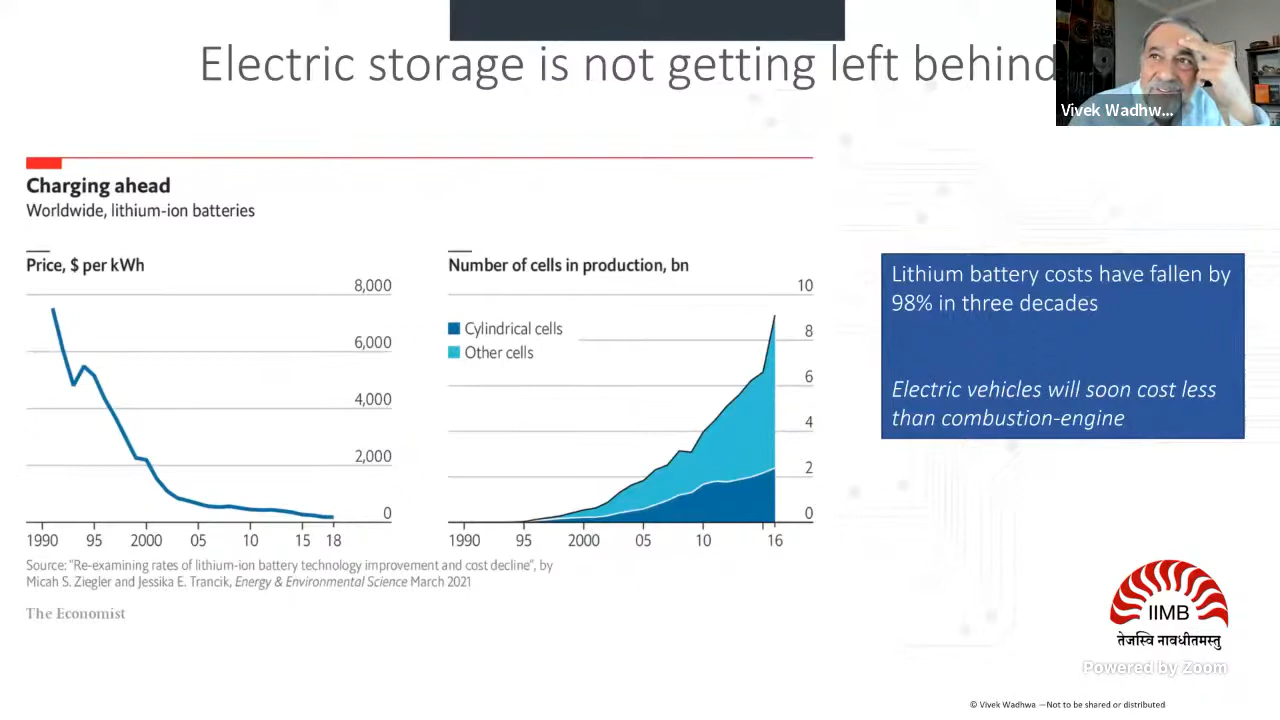 Electric storage is not getting left behind
Vivek Wadhw...
Charging ahead
Worldwide, lithium-ion batteries
Price, $ per kWh
8,000
6,000
4,000
2,000
0
1990 95 2000 05 10 15 18
Number of cells in production, bn
10
Cylindrical cells
Other cells
8
6
4
2
0
1990 95 2000 05 10 16
Lithium battery costs have fallen by
98% in three decades
Electric vehicles will soon cost less
than combustion-engine
Source: "Re-examining rates of lithium-ion battery technology improvement and cost decline", by
Micah S. Ziegler and Jessika E. Trancik, Energy & Environmental Science March 2021
The Economist
IIMB
तेजस्वि नावधीतमस्तु
Powered by Zoom
© Vivek Wadhwa —Not to be shared or distributed